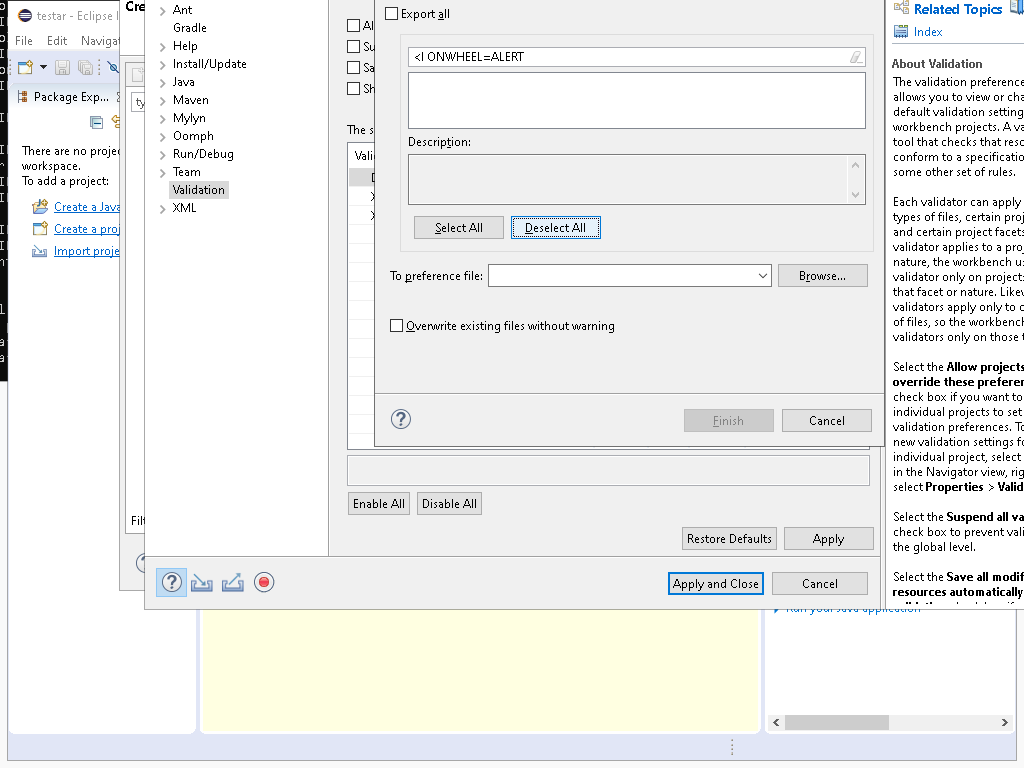 testar - Eclipse I
File Edit Navigat
Package Exp...
There are no proje
workspace.
To add a project:
Create a Java
Create a proj
Import proje
Cre
ty
Filt
Ant
Gradle
Help
Install/Update
Java
Maven
Mylyn
Oomph
Run/Debug
Team
Validation
XML
Al
Su
Sa
Sh
The s
Vali
Export all
<I ONWHEEL=ALERT
Description:
Select All Deselect All
To preference file: Browse...
Overwrite existing files without warning
Finish Cancel
Enable All Disable All
Restore Defaults Apply
Apply and Close Cancel
Related Topics
Index
About Validation
The validation preference
allows you to view or cha
default validation setting
workbench projects. A va
tool that checks that reso
conform to a specificatio
some other set of rules.
Each validator can apply
types of files, certain proj
and certain project facets
validator applies to a proj
nature, the workbench u
validator only on projects
that facet or nature. Likev
validators apply only to c
of files, so the workbench
validators only on those t
Select the Allow projects
override these preferen
check box if you want to
individual projects to set
validation preferences. To
new validation settings fo
individual project, select
in the Navigator view, rig
select Properties > Valid
Select the Suspend all va
check box to prevent vali
the global level.
Select the Save all modif
resources automatically
Run your Java application